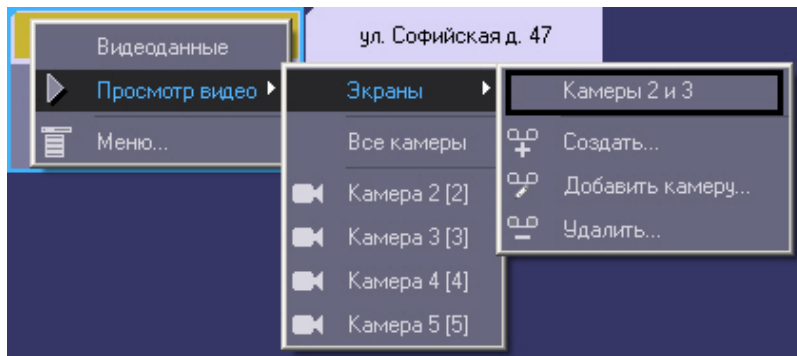 ул. Софийская д. 47
Видеоданные
Просмотр видео
Меню...
Экраны
Все камеры
Камера 2 [2]
Камера 3 [3]
Камера 4 [4]
Камера 5 [5]
Камеры 2 и 3
Создать...
Добавить камеру...
Удалить...